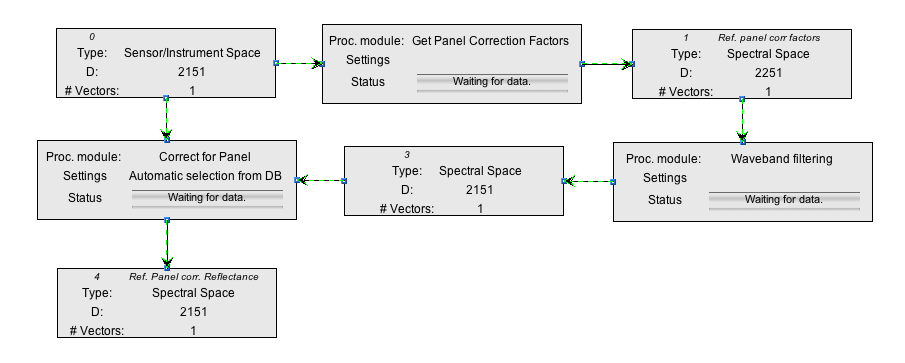 0
Type: Sensor/Instrument Space
D: 2151
# Vectors: 1
Proc. module: Get Panel Correction Factors
Settings
Status Waiting for data.
1 Ref. panel corr factors
Type: Spectral Space
D: 2251
# Vectors: 1
Proc. module: Correct for Panel
Settings Automatic selection from DB
Status Waiting for data.
3
Type: Spectral Space
D: 2151
# Vectors: 1
Proc. module: Waveband filtering
Settings
Status Waiting for data.
4 Ref. Panel corr. Reflectance
Type: Spectral Space
D: 2151
# Vectors: 1